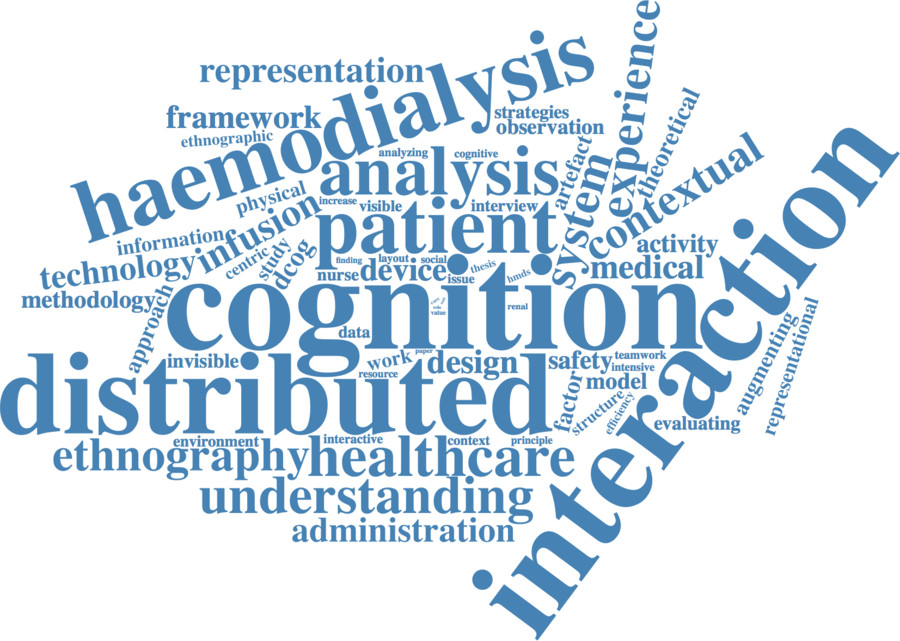 experience
haemodialysis
representation
framework
strategies
observation
ethnographic
theoretical
analyzing
cognitive
artefact
analysis
contextual
interaction
physical
increase
visible
interview
system
infusion
patient
information
activity
centric
study
dcog
finding
layout
social
technology
nurse
device
issue
thesis
hmds
medical
methodology
cognition
value
renal
approach
data
augmenting
representational
invisible
work
paper
design
safety
teamwork
intensive
resource
model
distributed
factor
structure
efficiency
evaluating
environment
interactive
context
principle
ethnography
healthcare
understanding
administration